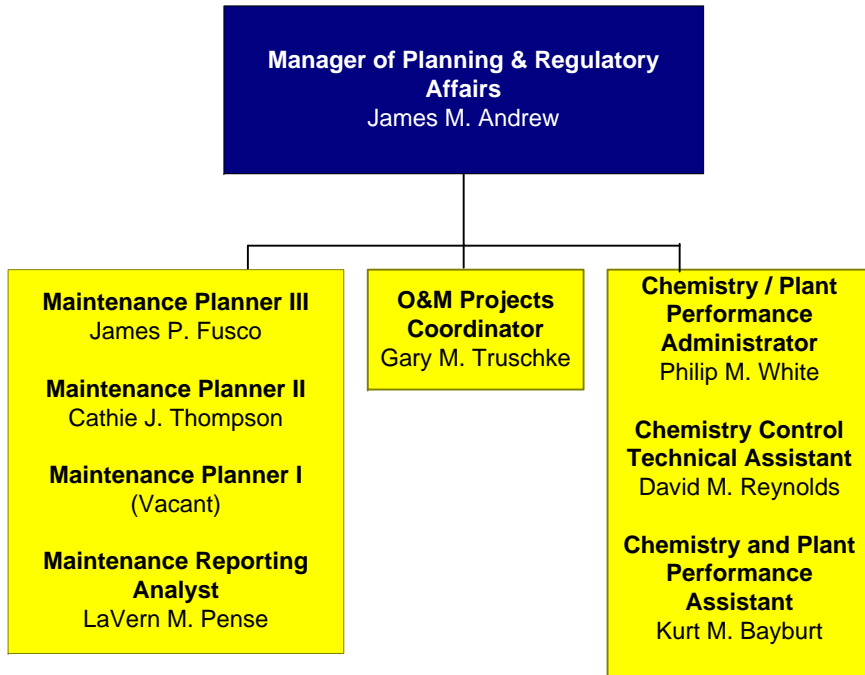 Manager of Planning & Regulatory
Affairs
James M. Andrew
Maintenance Planner III
James P. Fusco
Maintenance Planner II
Cathie J. Thompson
Maintenance Planner I
(Vacant)
Maintenance Reporting
Analyst
LaVern M. Pense
O&M Projects
Coordinator
Gary M. Truschke
Chemistry / Plant
Performance
Administrator
Philip M. White
Chemistry Control
Technical Assistant
David M. Reynolds
Chemistry and Plant
Performance
Assistant
Kurt M. Bayburt